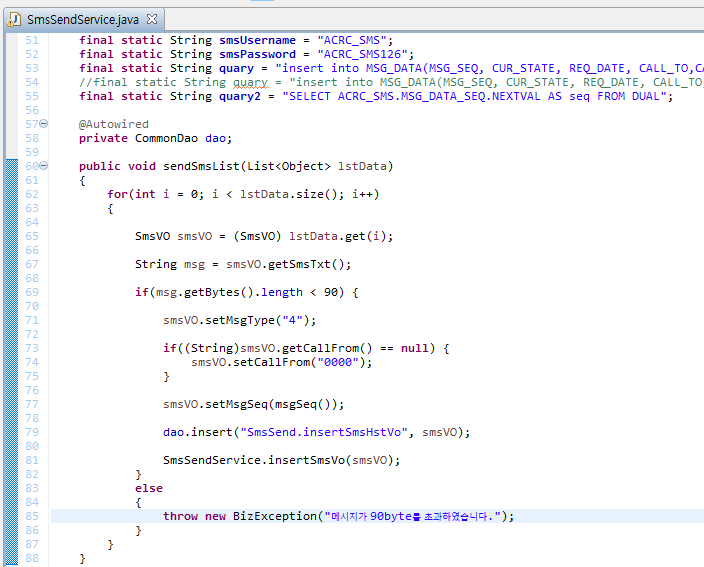 SmsSendService.java
51 final static String smsUsername = "ACRC_SMS";
52 final static String smsPassword = "ACRC_SMS126";
53 final static String quary = "insert into MSG_DATA(MSG_SEQ, CUR_STATE, REQ_DATE, CALL_TO,CA
54 //final static String quary = "insert into MSG_DATA(MSG_SEQ, CUR_STATE, REQ_DATE, CALL_TO
55 final static String quary2 = "SELECT ACRC_SMS.MSG_DATA_SEQ.NEXTVAL AS seq FROM DUAL";
56
57 @Autowired
58 private CommonDao dao;
59
60 public void sendSmsList(List<Object> lstData)
61 {
62 for(int i = 0; i < lstData.size(); i++)
63 {
64
65 SmsVO smsVO = (SmsVO) lstData.get(i);
66
67 String msg = smsVO.getSmsTxt();
68
69 if(msg.getBytes().length < 90) {
70
71 smsVO.setMsgType("4");
72
73 if((String)smsVO.getCallFrom() == null) {
74 smsVO.setCallFrom("0000");
75 }
76
77 smsVO.setMsgSeq(msgSeq());
78
79 dao.insert("SmsSend.insertSmsHstVo", smsVO);
80
81 SmsSendService.insertSmsVo(smsVO);
82 }
83 else
84 {
85 throw new BizException("메시지가 90byte를 초과하였습니다.");
86 }
87 }
88 }